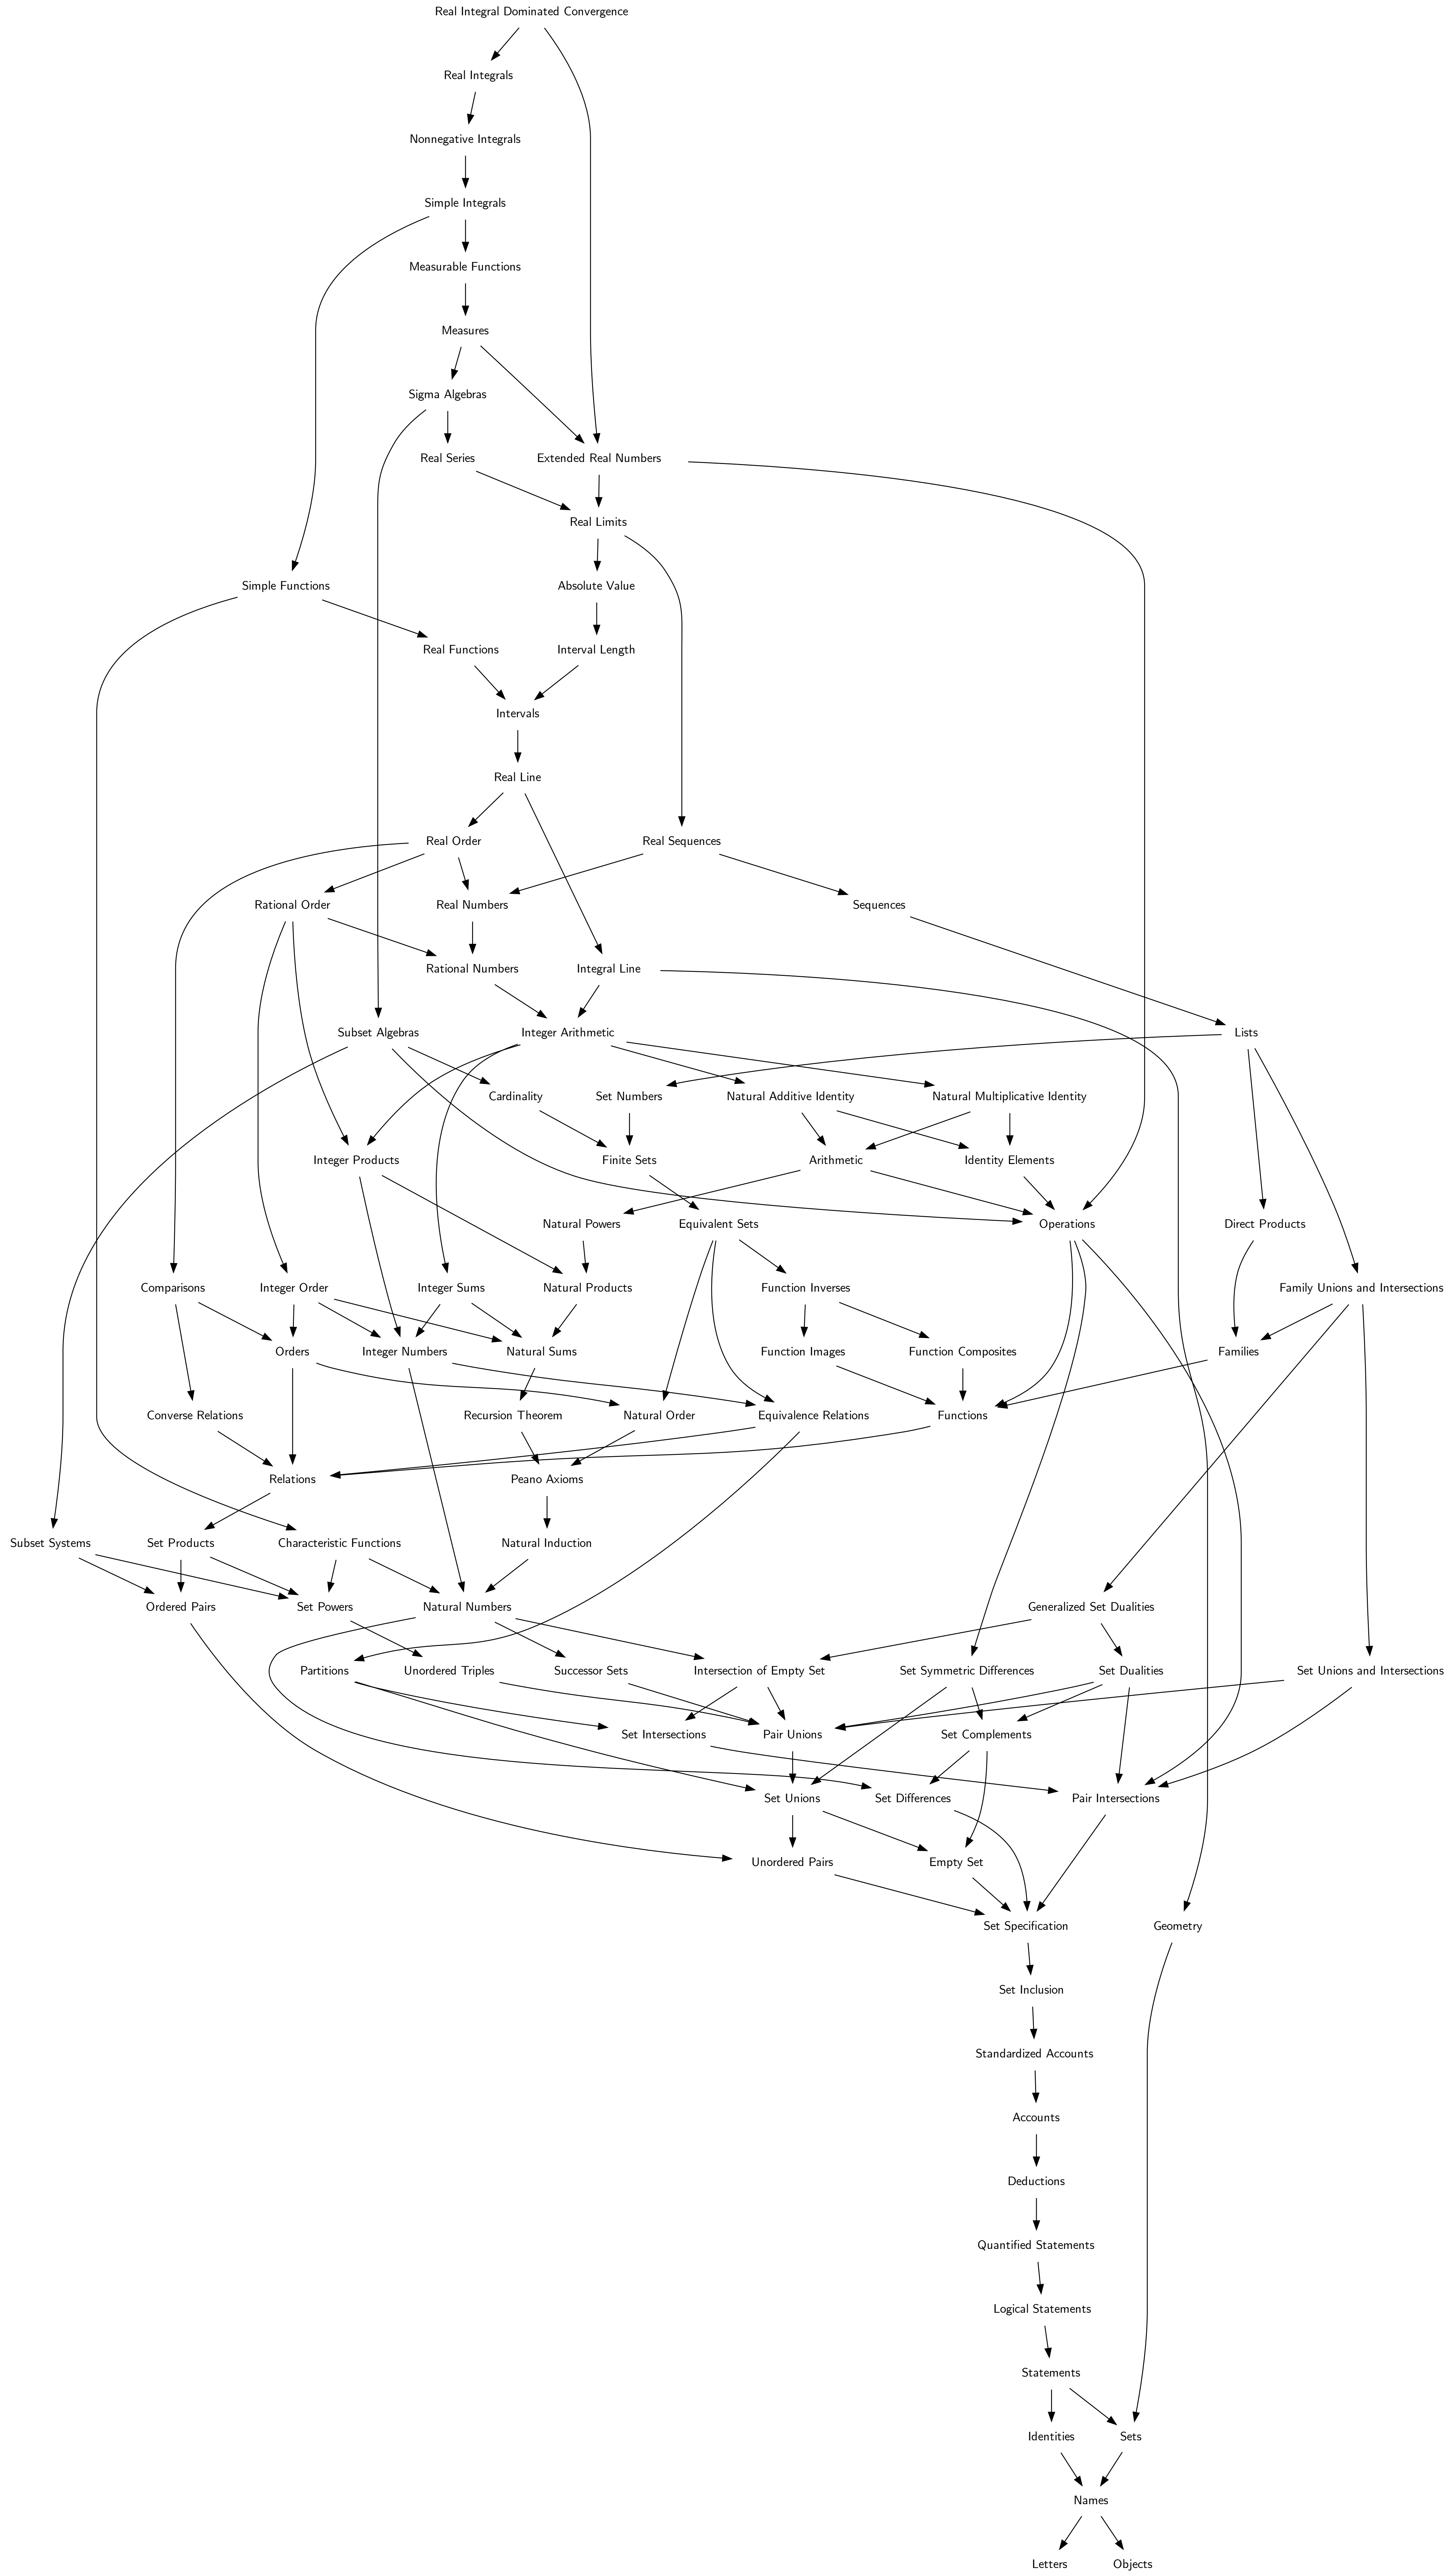 Real Integral Dominated Convergence
Real Integrals
Nonnegative Integrals
Simple Integrals
Measurable Functions
Measures
Sigma Algebras
Real Series
Extended Real Numbers
Real Limits
Simple Functions
Absolute Value
Real Functions
Interval Length
Intervals
Real Line
Real Order
Real Sequences
Rational Order
Real Numbers
Sequences
Rational Numbers
Integral Line
Subset Algebras
Integer Arithmetic
Lists
Cardinality
Set Numbers
Natural Additive Identity
Natural Multiplicative Identity
Integer Products
Finite Sets
Arithmetic
Identity Elements
Natural Powers
Equivalent Sets
Operations
Direct Products
Comparisons
Integer Order
Integer Sums
Natural Products
Function Inverses
Family Unions and Intersections
Orders
Integer Numbers
Natural Sums
Function Images
Function Composites
Families
Converse Relations
Recursion Theorem
Natural Order
Equivalence Relations
Functions
Relations
Peano Axioms
Subset Systems
Set Products
Characteristic Functions
Natural Induction
Ordered Pairs
Set Powers
Natural Numbers
Generalized Set Dualities
Partitions
Unordered Triples
Successor Sets
Intersection of Empty Set
Set Symmetric Differences
Set Dualities
Set Unions and Intersections
Set Intersections
Pair Unions
Set Complements
Set Unions
Set Differences
Pair Intersections
Unordered Pairs
Empty Set
Set Specification
Geometry
Set Inclusion
Standardized Accounts
Accounts
Deductions
Quantified Statements
Logical Statements
Statements
Identities
Sets
Names
Letters
Objects